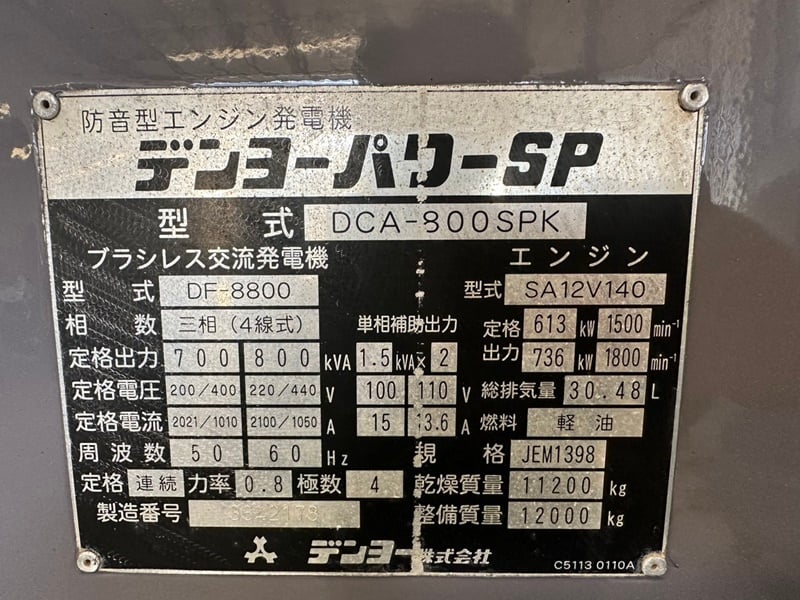 防音型エンジン発電機
デンヨーパワーSP
型式 DCA-800SPK
ブラシレス交流発電機 エンジン
型式 DF-8800 型式 SA12V140
相数 三相(4線式) 単相補助出力 定格 613 kW 1500 min⁻¹
定格出力 700 800 kVA 1.5 kVA×2 出力 736 kW 1800 min⁻¹
定格電圧 200/400 220/440 V 100 110 V 総排気量 30.48 L
定格電流 2021/1010 2100/1050 A 15 13.6 A 燃料 軽油
周波数 50 60 Hz 規格 JEM1398
定格 連続 力率 0.8 極数 4 乾燥質量 11200 kg
製造番号 整備質量 12000 kg
デンヨー株式会社 C5113 0110A